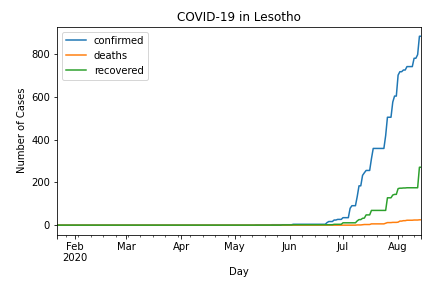 COVID-19 in Lesotho
confirmed
deaths
recovered
Number of Cases
800
600
400
200
0
Feb Mar Apr May Jun Jul Aug
2020
Day